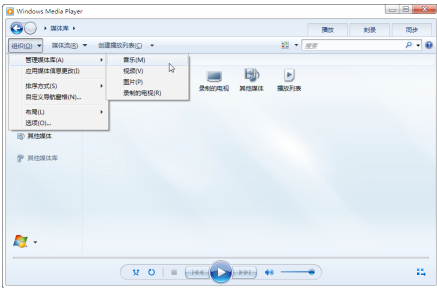 Windows Media Player
媒体库
播放 刻录 同步
组织(O) 媒体流(R) 创建播放列表(C) 搜索
管理媒体库(A)
应用媒体信息更改(I)
排序方式(S)
自定义导航窗格(N)...
布局(L)
选项(O)...
音乐(M)
视频(V)
图片(P)
录制的电视(R)
录制的电视 其他媒体 播放列表
其他媒体
其他媒体库